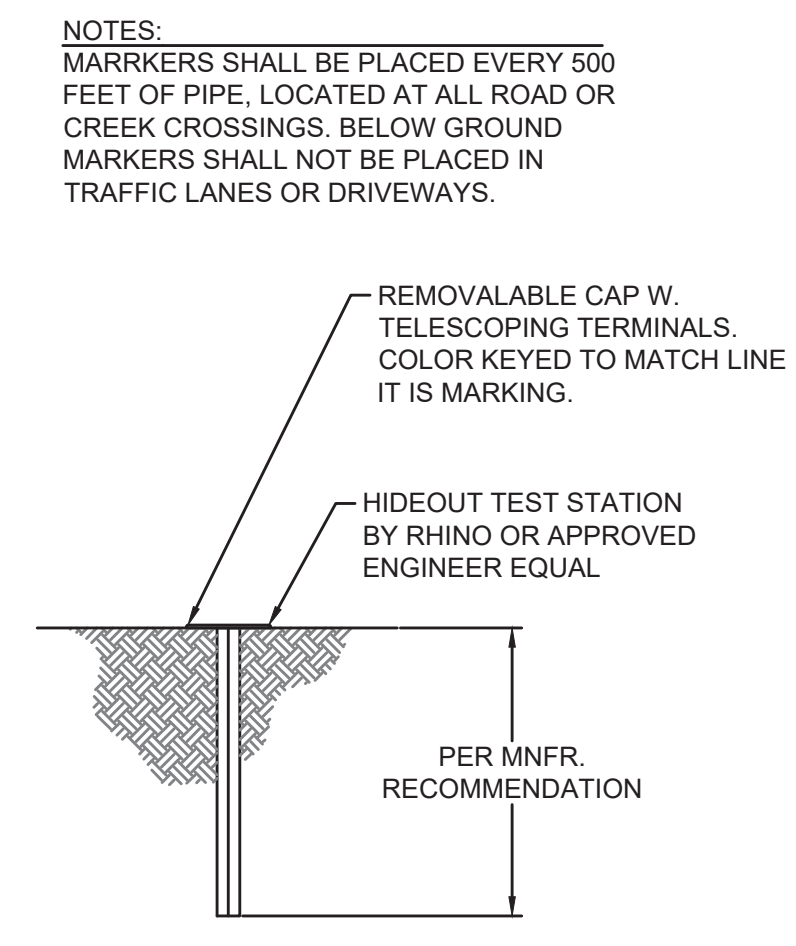 NOTES:
MARRKERS SHALL BE PLACED EVERY 500
FEET OF PIPE, LOCATED AT ALL ROAD OR
CREEK CROSSINGS. BELOW GROUND
MARKERS SHALL NOT BE PLACED IN
TRAFFIC LANES OR DRIVEWAYS.
REMOVALABLE CAP W.
TELESCOPING TERMINALS.
COLOR KEYED TO MATCH LINE
IT IS MARKING.
HIDEOUT TEST STATION
BY RHINO OR APPROVED
ENGINEER EQUAL
PER MNFR.
RECOMMENDATION